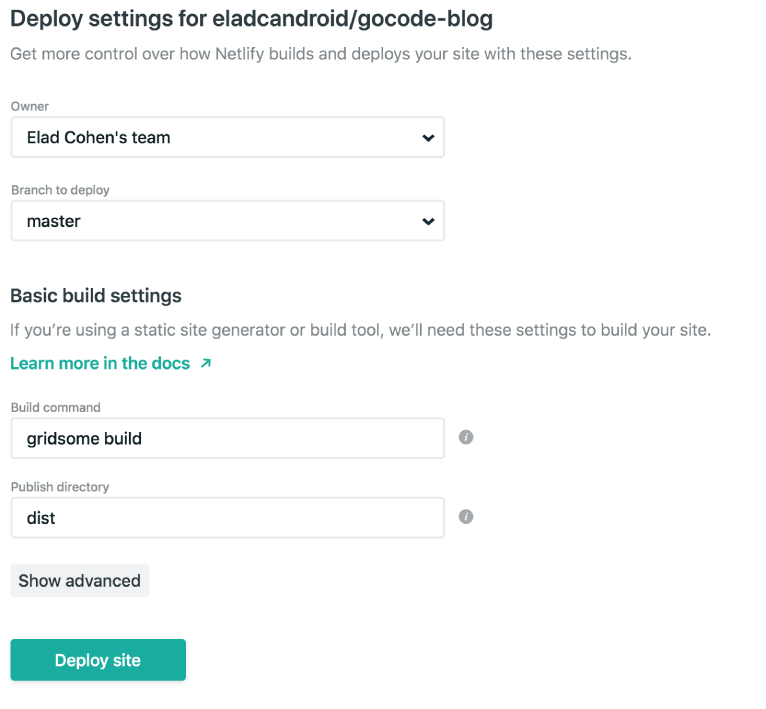 Deploy settings for eladcandroid/gocode-blog
Get more control over how Netlify builds and deploys your site with these settings.
Owner
Elad Cohen's team
Branch to deploy
master
Basic build settings
If you’re using a static site generator or build tool, we’ll need these settings to build your site.
Learn more in the docs ↗
Build command
gridsome build
Publish directory
dist
Show advanced
Deploy site